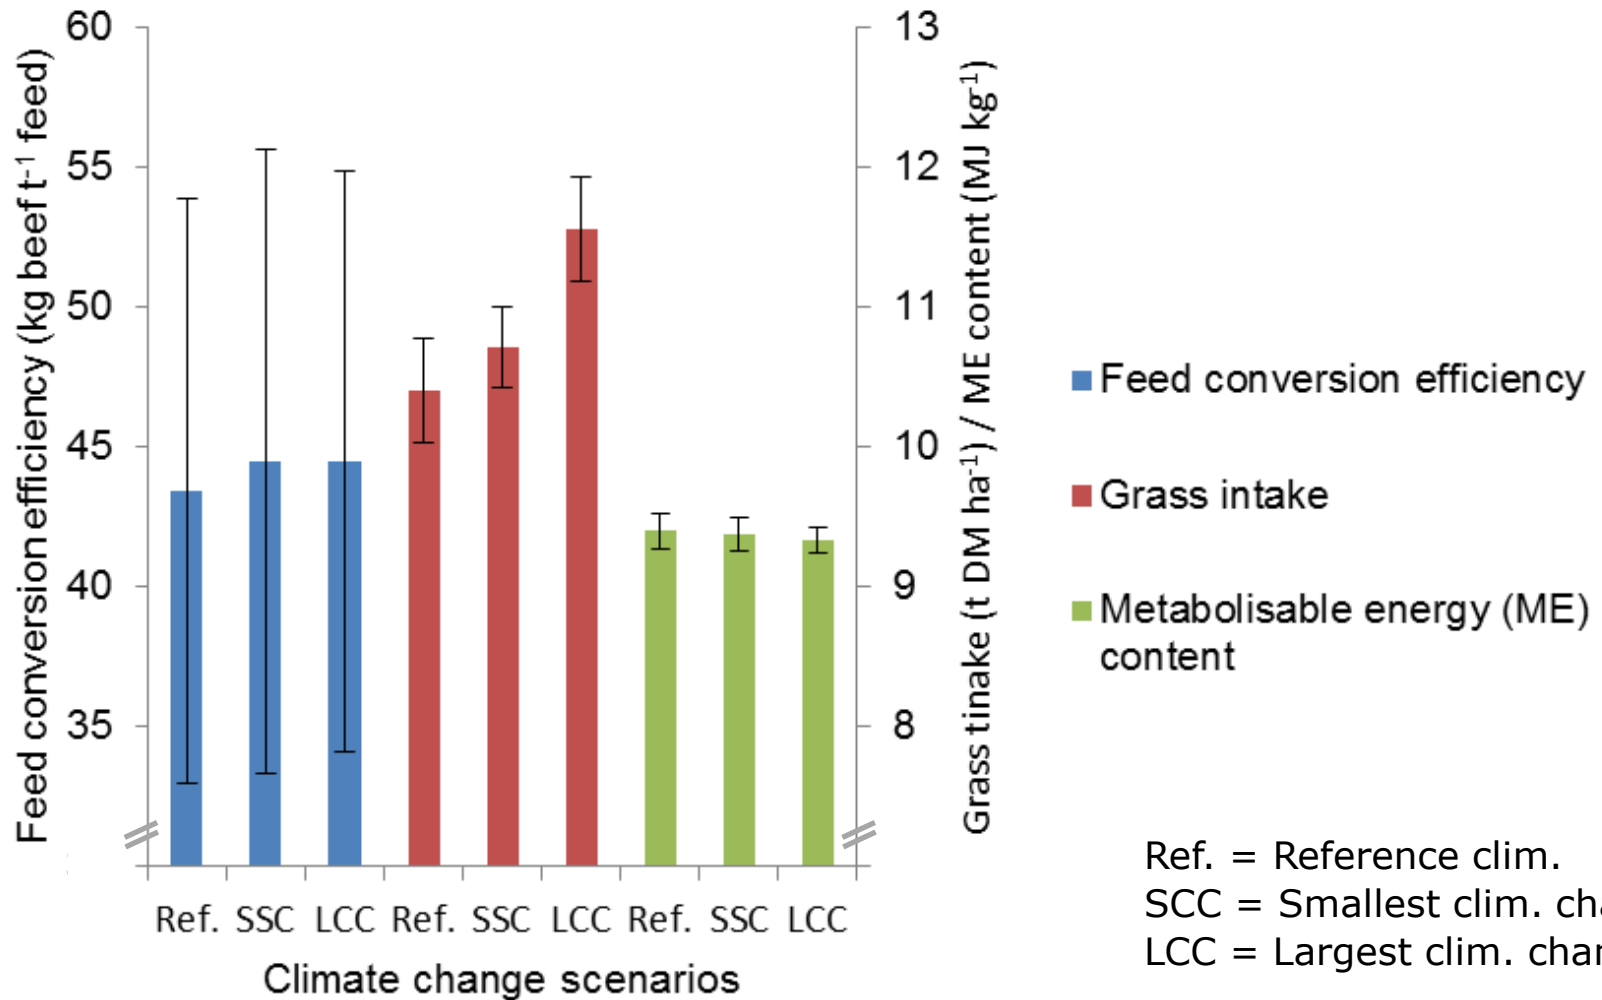 Feed conversion efficiency (kg beef t⁻¹ feed)
60
55
50
45
40
35
13
12
11
10
9
8
Grass tinake (t DM ha⁻¹) / ME content (MJ kg⁻¹)
Ref. SSC LCC Ref. SSC LCC Ref. SSC LCC
Climate change scenarios
Feed conversion efficiency
Grass intake
Metabolisable energy (ME)
content
Ref. = Reference clim.
SCC = Smallest clim.
LCC = Largest clim.